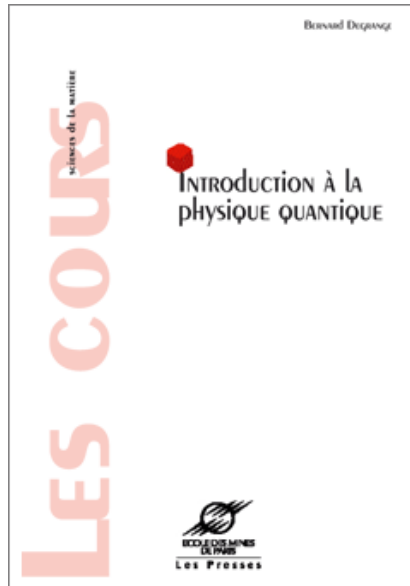 Bernard Degrange
sciences de la matière
Les cours
Introduction à la
physique quantique
ECOLE DES MINES
DE PARIS
Les Presses